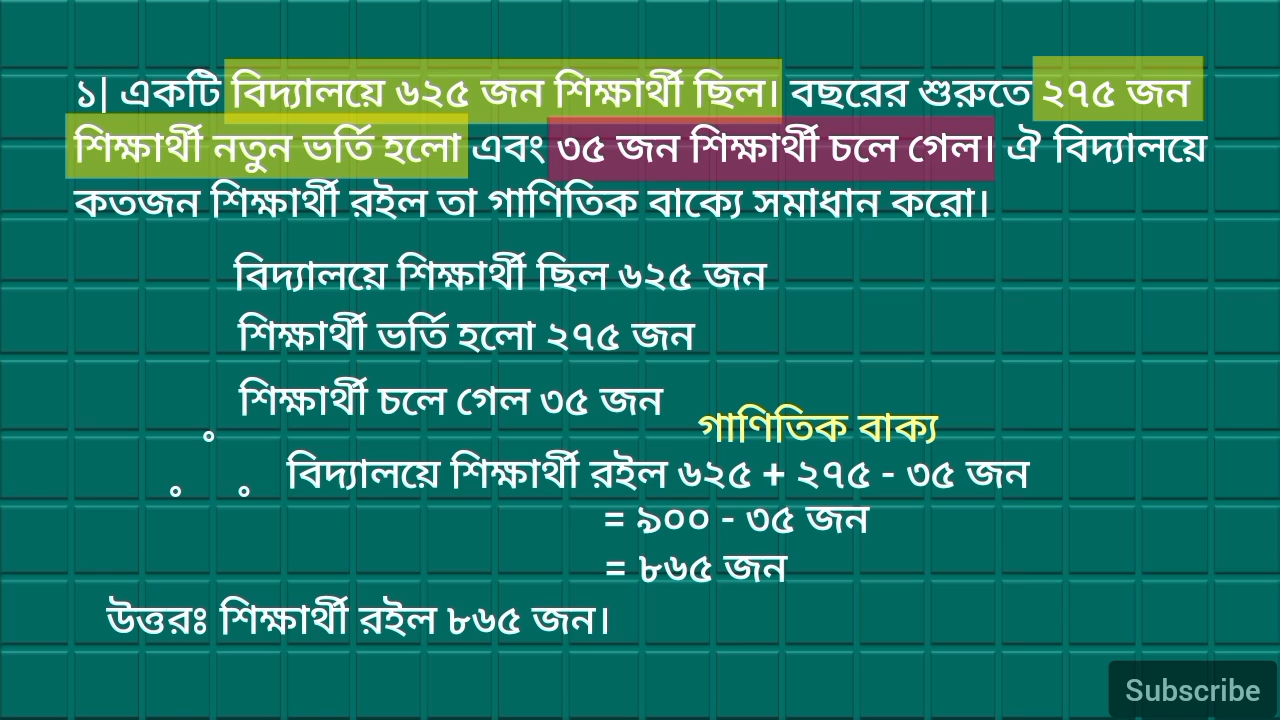 ১| একটি বিদ্যালয়ে ৬২৫ জন শিক্ষার্থী ছিল। বছরের শুরুতে ২৭৫ জন
শিক্ষার্থী নতুন ভর্তি হলো এবং ৩৫ জন শিক্ষার্থী চলে গেল। ঐ বিদ্যালয়ে
কতজন শিক্ষার্থী রইল তা গাণিতিক বাক্যে সমাধান করো।
বিদ্যালয়ে শিক্ষার্থী ছিল ৬২৫ জন
শিক্ষার্থী ভর্তি হলো ২৭৫ জন
শিক্ষার্থী চলে গেল ৩৫ জন
গাণিতিক বাক্য
∴ বিদ্যালয়ে শিক্ষার্থী রইল ৬২৫ + ২৭৫ - ৩৫ জন
= ৯০০ - ৩৫ জন
= ৮৬৫ জন
উত্তরঃ শিক্ষার্থী রইল ৮৬৫ জন।
Subscribe